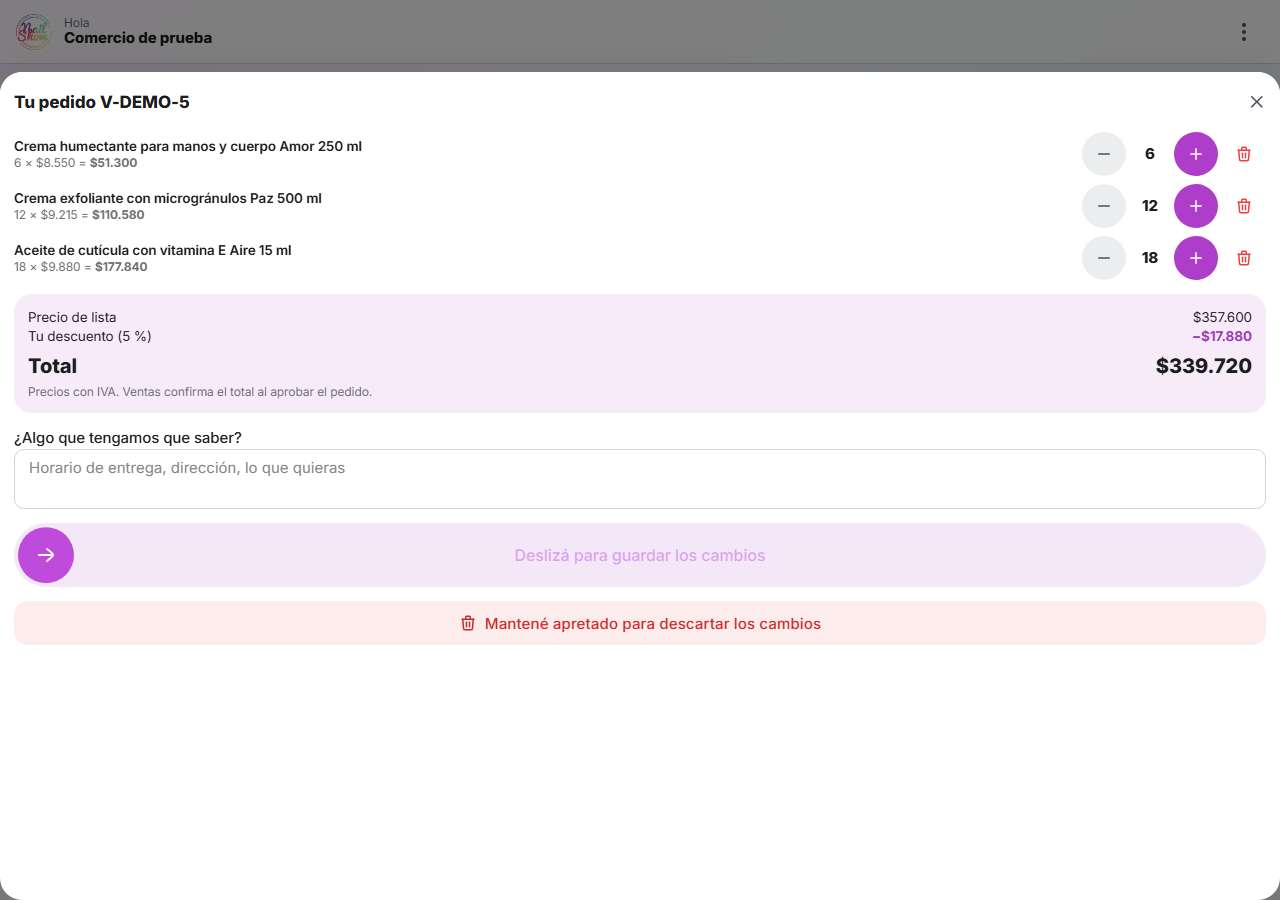 Nail
Show
Hola
Comercio de prueba
Tu pedido V-DEMO-5
Crema humectante para manos y cuerpo Amor 250 ml
6 × $8.550 = $51.300
6
Crema exfoliante con microgránulos Paz 500 ml
12 × $9.215 = $110.580
12
Aceite de cutícula con vitamina E Aire 15 ml
18 × $9.880 = $177.840
18
Precio de lista $357.600
Tu descuento (5 %) −$17.880
Total $339.720
Precios con IVA. Ventas confirma el total al aprobar el pedido.
¿Algo que tengamos que saber?
Horario de entrega, dirección, lo que quieras
Deslizá para guardar los cambios
Mantené apretado para descartar los cambios